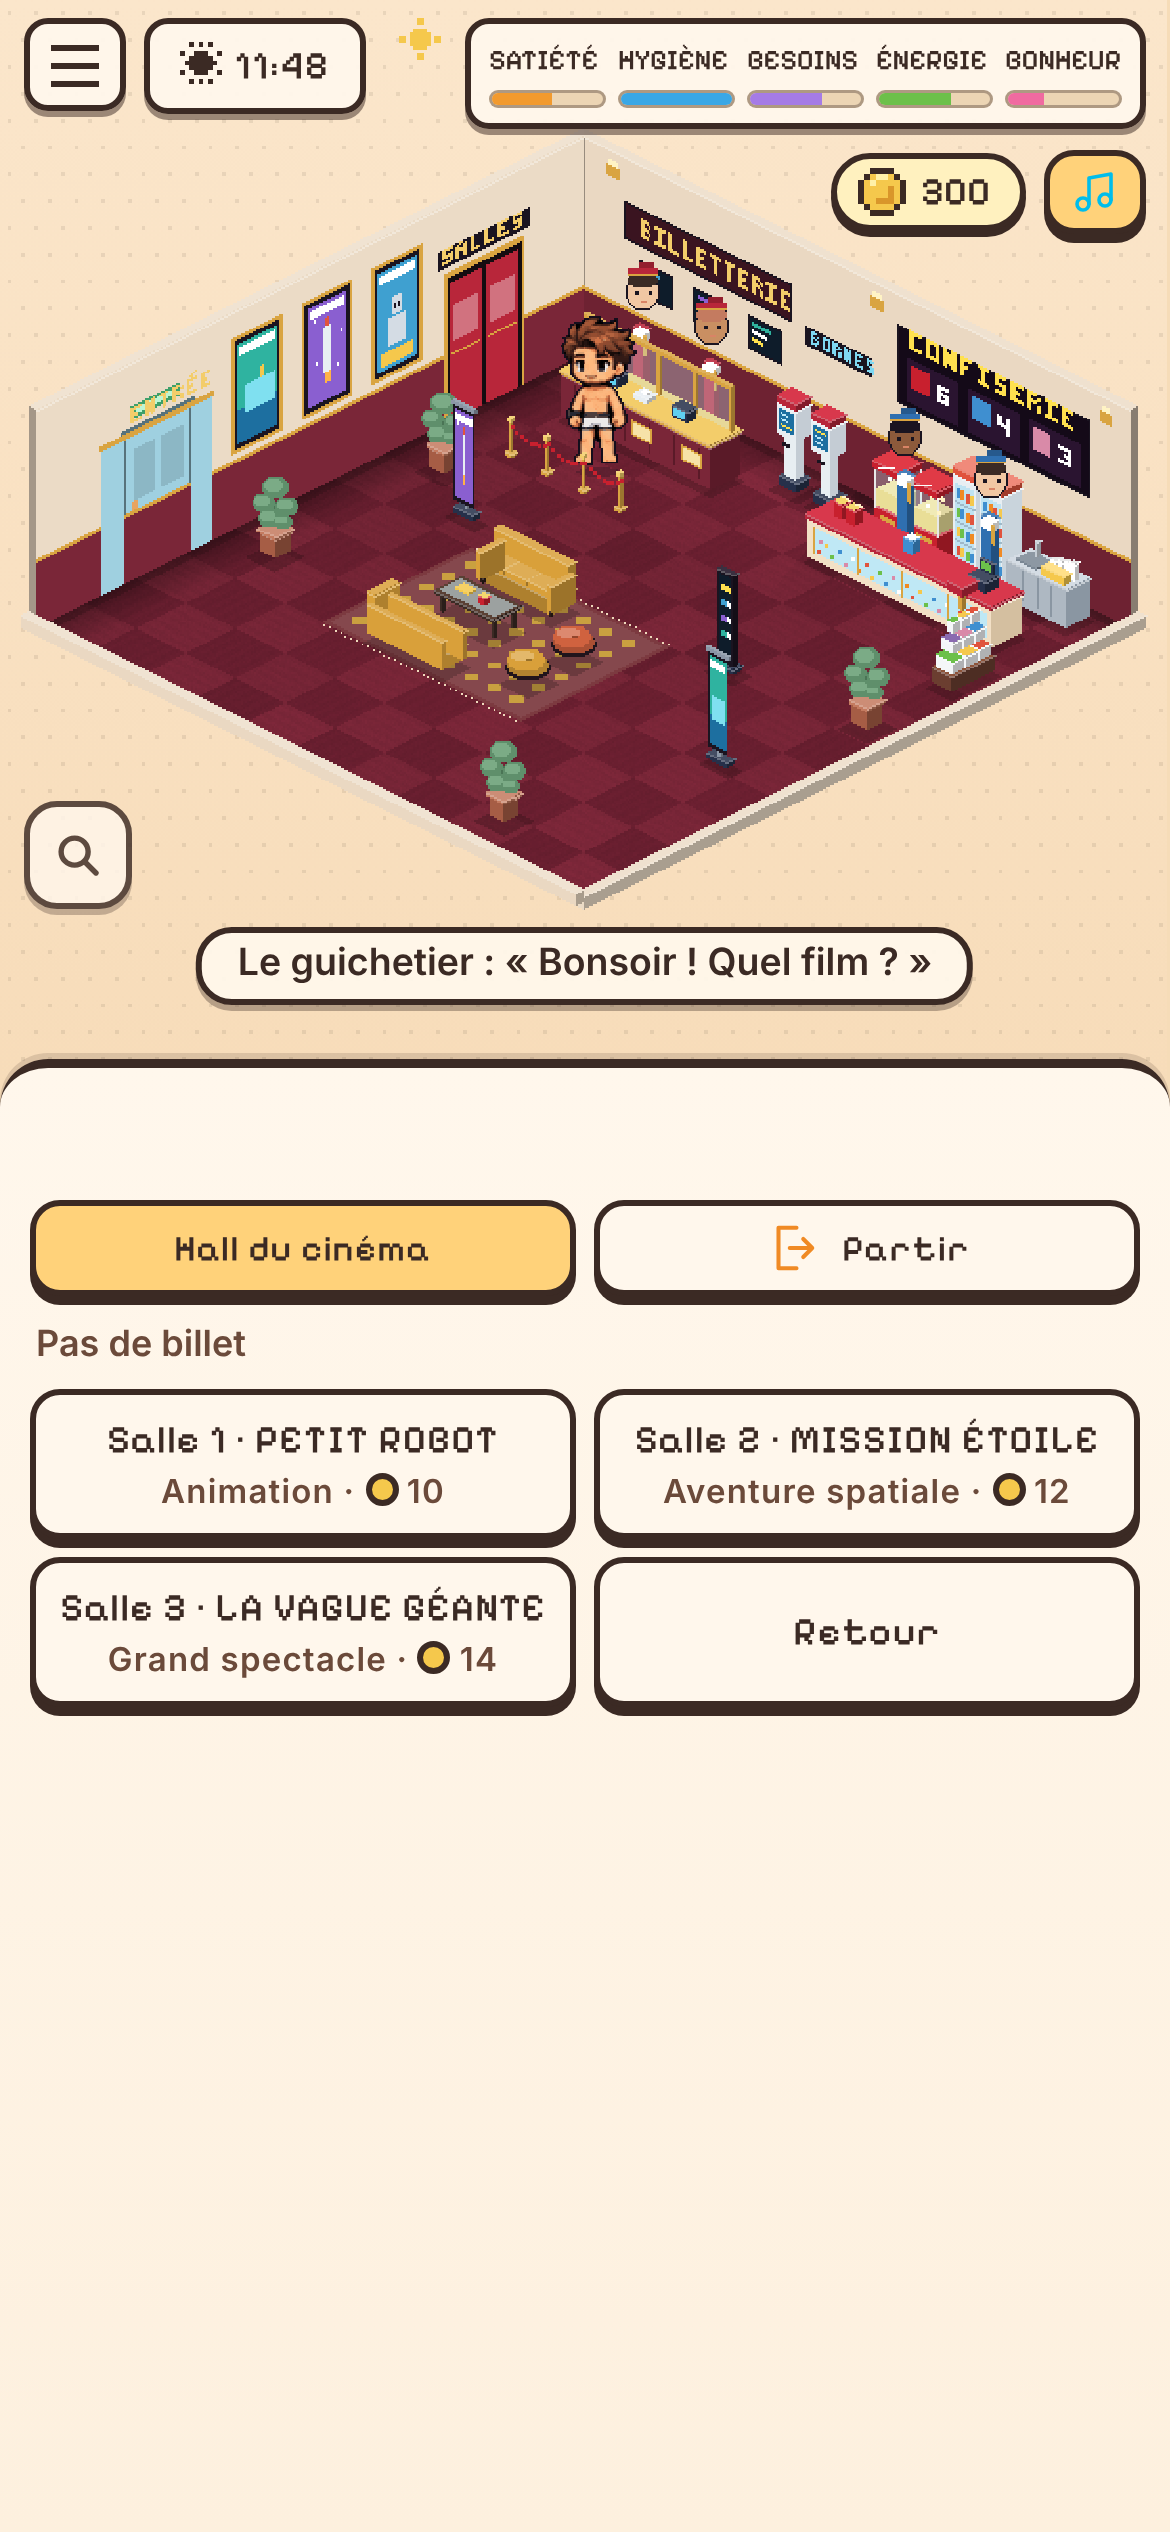 11:48
SATIÉTÉ HYGIÈNE BESOINS ÉNERGIE BONHEUR
300
SALLES
BILLETTERIE
BORNES
CONFISERIE
6 4 3
ENTRÉE
Le guichetier : « Bonsoir ! Quel film ? »
Hall du cinéma
Partir
Pas de billet
Salle 1 · PETIT ROBOT
Animation · 10
Salle 2 · MISSION ÉTOILE
Aventure spatiale · 12
Salle 3 · LA VAGUE GÉANTE
Grand spectacle · 14
Retour